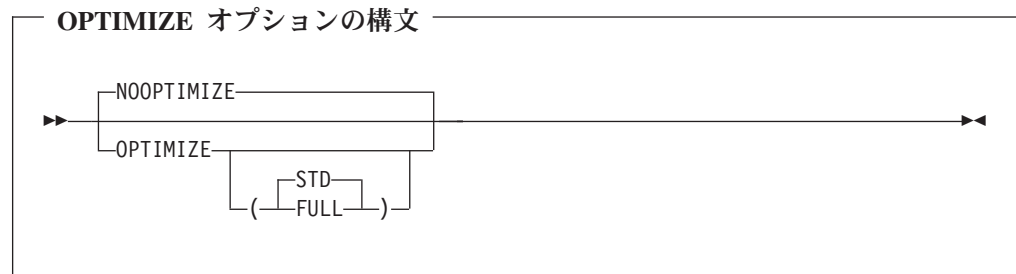 OPTIMIZE オプションの構文
NOOPTIMIZE
OPTIMIZE
STD
( FULL )